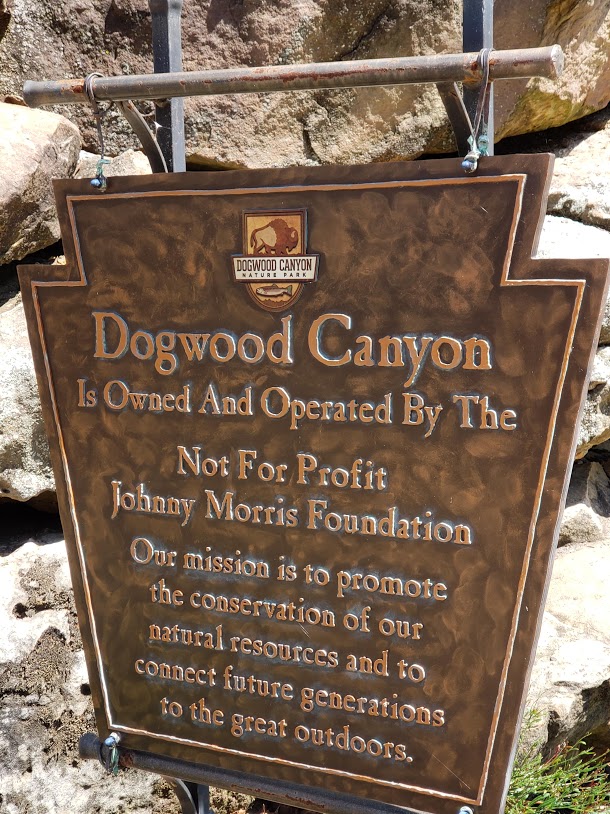 DOGWOOD CANYON
NATURE PARK
Dogwood Canyon
Is Owned And Operated By The
Not For Profit
Johnny Morris Foundation
Our mission is to promote
the conservation of our
natural resources and to
connect future generations
to the great outdoors.